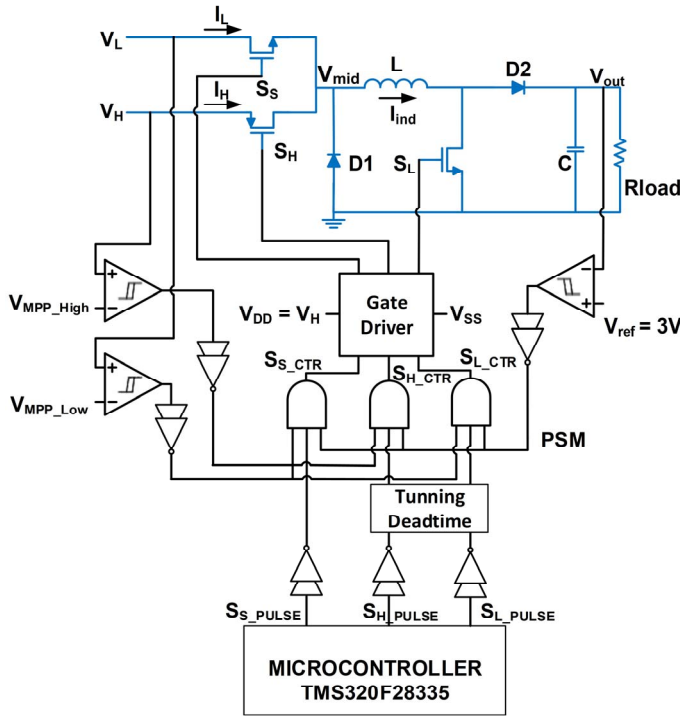 I_L
V_L
S_S
V_mid
L
D2
V_out
I_H
V_H
I_ind
S_H
D1
S_L
C
Rload
V_MPP_High
V_DD = V_H
Gate
Driver
V_SS
V_ref = 3V
S_S_CTR
S_H_CTR
S_L_CTR
V_MPP_Low
PSM
Tunning
Deadtime
S_S_PULSE
S_H_PULSE
S_L_PULSE
MICROCONTROLLER
TMS320F28335